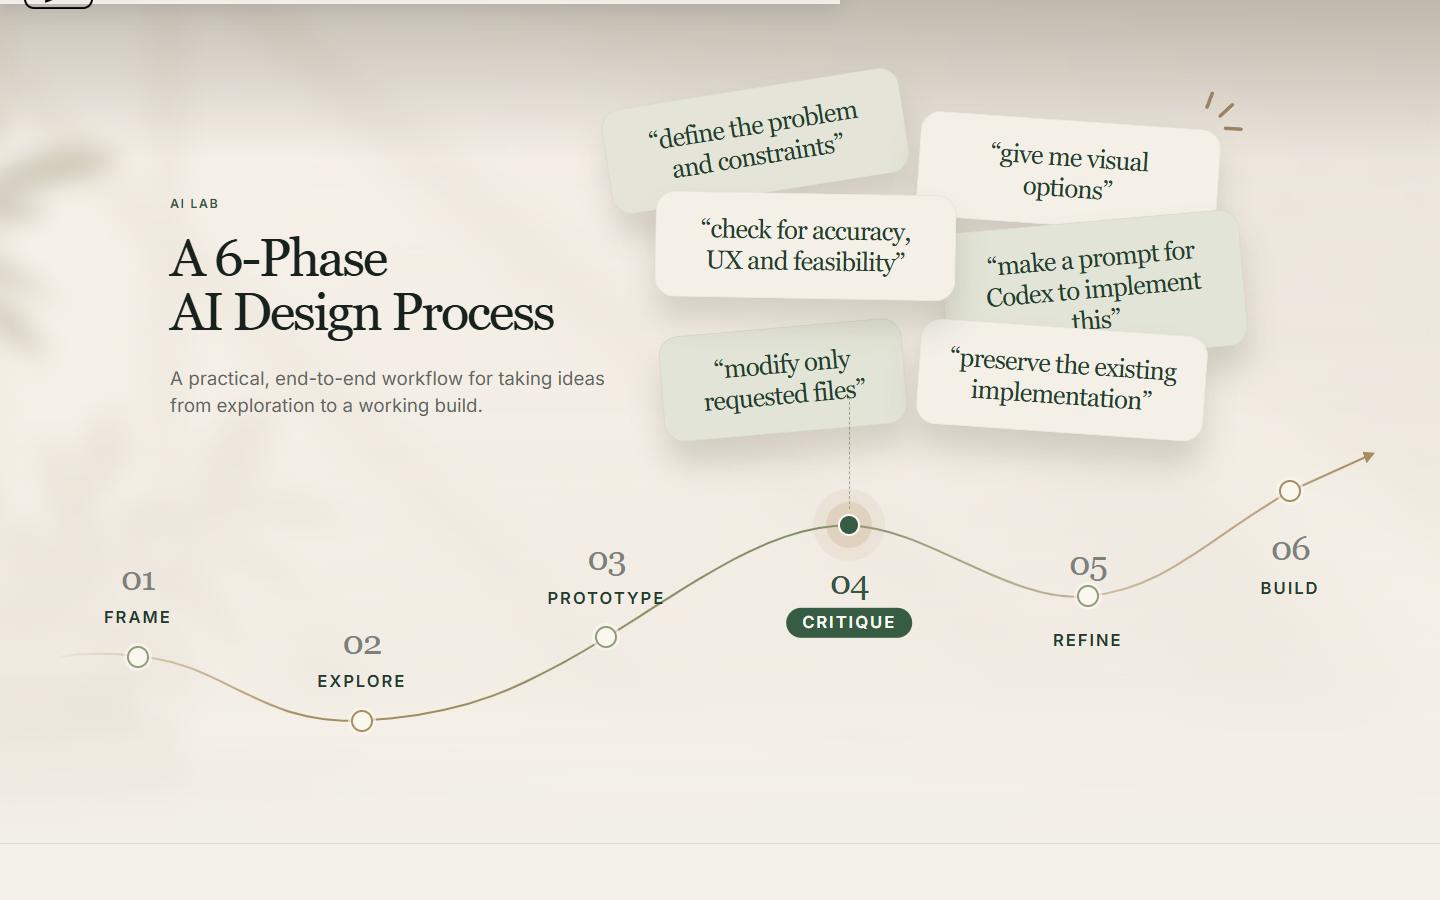 AI LAB
A 6-Phase
AI Design Process
A practical, end-to-end workflow for taking ideas
from exploration to a working build.
“define the problem
and constraints”
“give me visual
options”
“check for accuracy,
UX and feasibility”
“make a prompt for
Codex to implement
this”
“modify only
requested files”
“preserve the existing
implementation”
01
FRAME
02
EXPLORE
03
PROTOTYPE
04
CRITIQUE
05
REFINE
06
BUILD